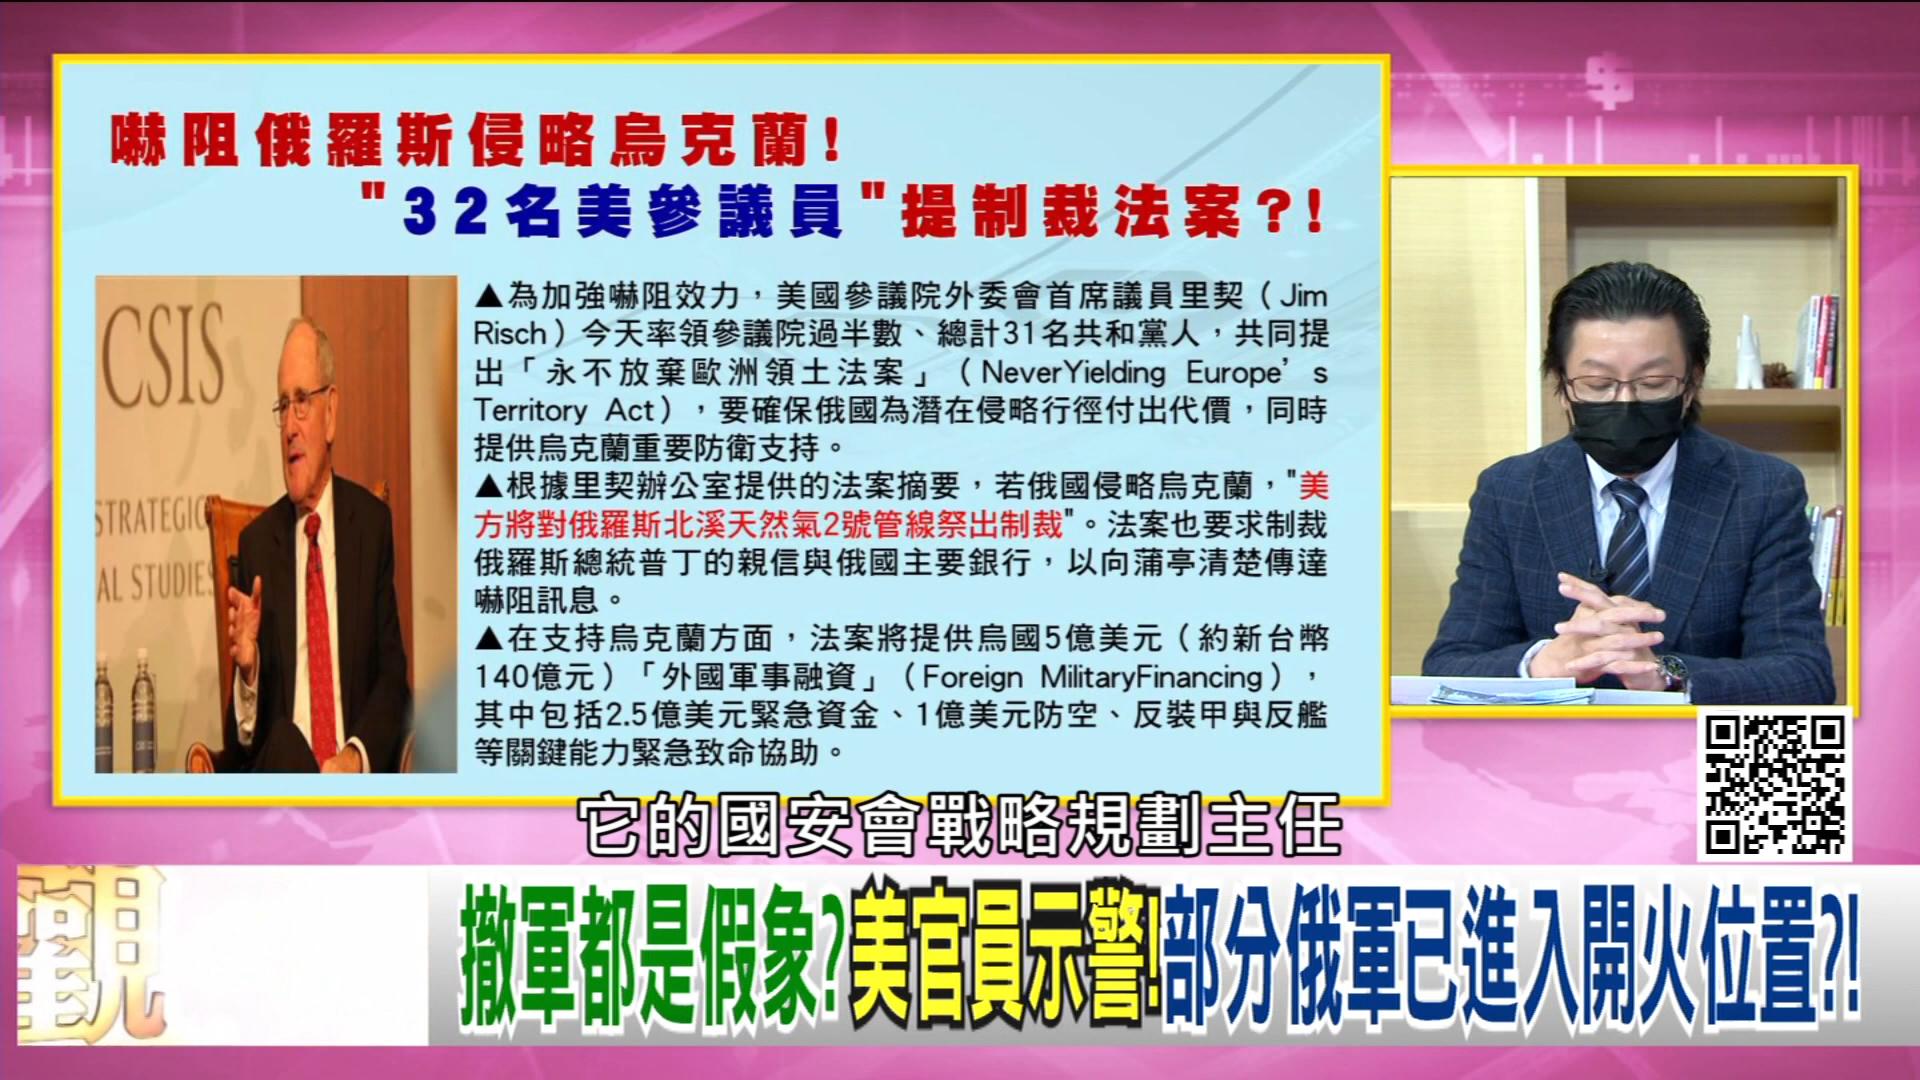 嚇阻俄羅斯侵略烏克蘭!
"32名美參議員"提制裁法案?!
CSIS
STRATEGIC
AL STUDIES
▲為加強嚇阻效力，美國參議院外委會首席議員里契（Jim
Risch）今天率領參議院過半數、總計31名共和黨人，共同提
出「永不放棄歐洲領土法案」（NeverYielding Europe’s
Territory Act），要確保俄國為潛在侵略行徑付出代價，同時
提供烏克蘭重要防衛支持。
▲根據里契辦公室提供的法案摘要，若俄國侵略烏克蘭，"美
方將對俄羅斯北溪天然氣2號管線祭出制裁"。法案也要求制裁
俄羅斯總統普丁的親信與俄國主要銀行，以向蒲亭清楚傳達
嚇阻訊息。
▲在支持烏克蘭方面，法案將提供烏國5億美元（約新台幣
140億元）「外國軍事融資」（Foreign MilitaryFinancing），
其中包括2.5億美元緊急資金、1億美元防空、反裝甲與反艦
等關鍵能力緊急致命協助。
它的國安會戰略規劃主任
觀
撤軍都是假象?美官員示警!部分俄軍已進入開火位置?!